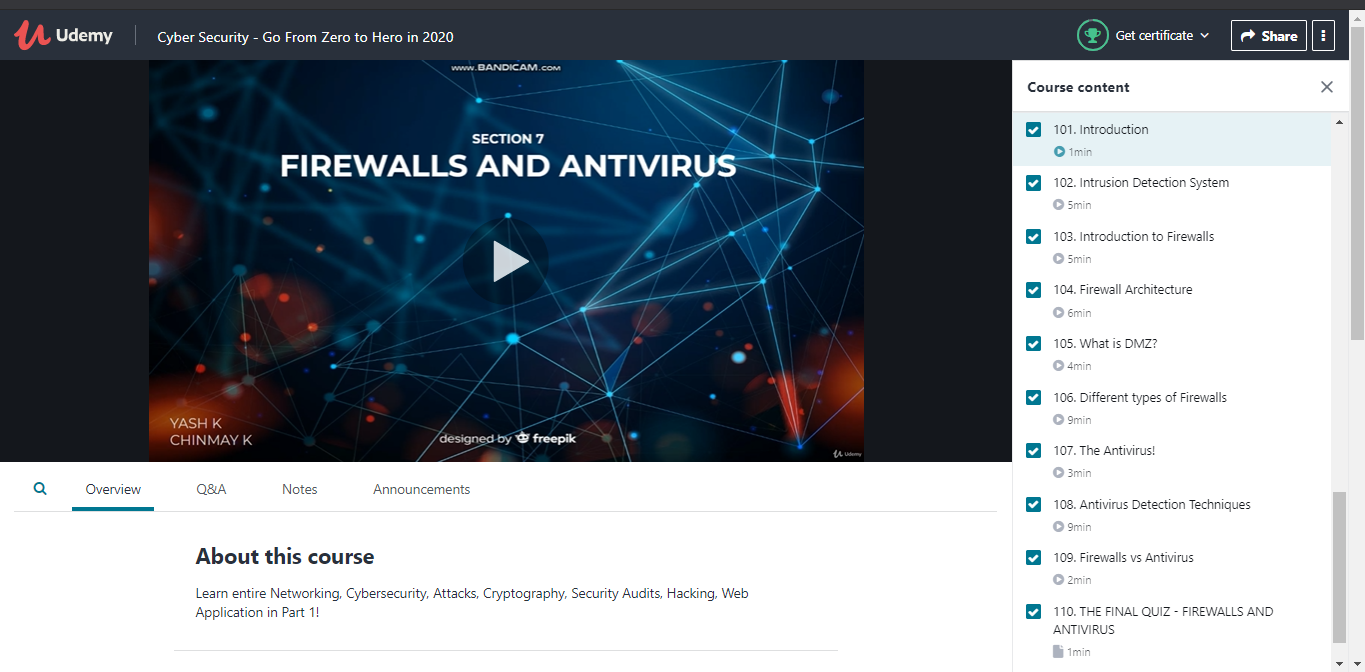 Udemy
Cyber Security - Go From Zero to Hero in 2020
Get certificate
Share
www.BANDICAM.com
SECTION 7
FIREWALLS AND ANTIVIRUS
YASH K
CHINMAY K
designed by freepik
Udemy
Overview
Q&A
Notes
Announcements
About this course
Learn entire Networking, Cybersecurity, Attacks, Cryptography, Security Audits, Hacking, Web
Application in Part 1!
Course content
101. Introduction
1min
102. Intrusion Detection System
5min
103. Introduction to Firewalls
5min
104. Firewall Architecture
6min
105. What is DMZ?
4min
106. Different types of Firewalls
9min
107. The Antivirus!
3min
108. Antivirus Detection Techniques
9min
109. Firewalls vs Antivirus
2min
110. THE FINAL QUIZ - FIREWALLS AND
ANTIVIRUS
1min